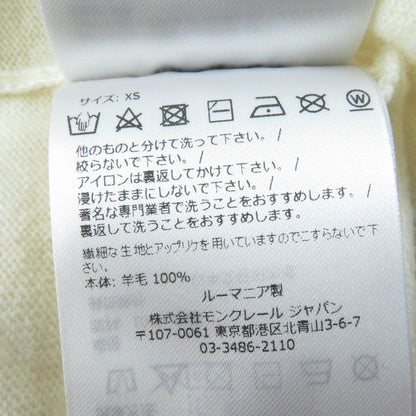 サイズ: XS
他のものと分けて洗って下さい。/
絞らないで下さい。/
アイロンは裏返してかけて下さい。/
浸けたままにしないで下さい。/
著名な専門業者で洗うことをおすすめします。/
裏返して洗うことをおすすめします。/
繊細な生地とアップリケを用いていますのでこすらないで下
さい。
本体: 羊毛 100%
ルーマニア製
株式会社モンクレール ジャパン
〒107-0061 東京都港区北青山3-6-7
03-3486-2110